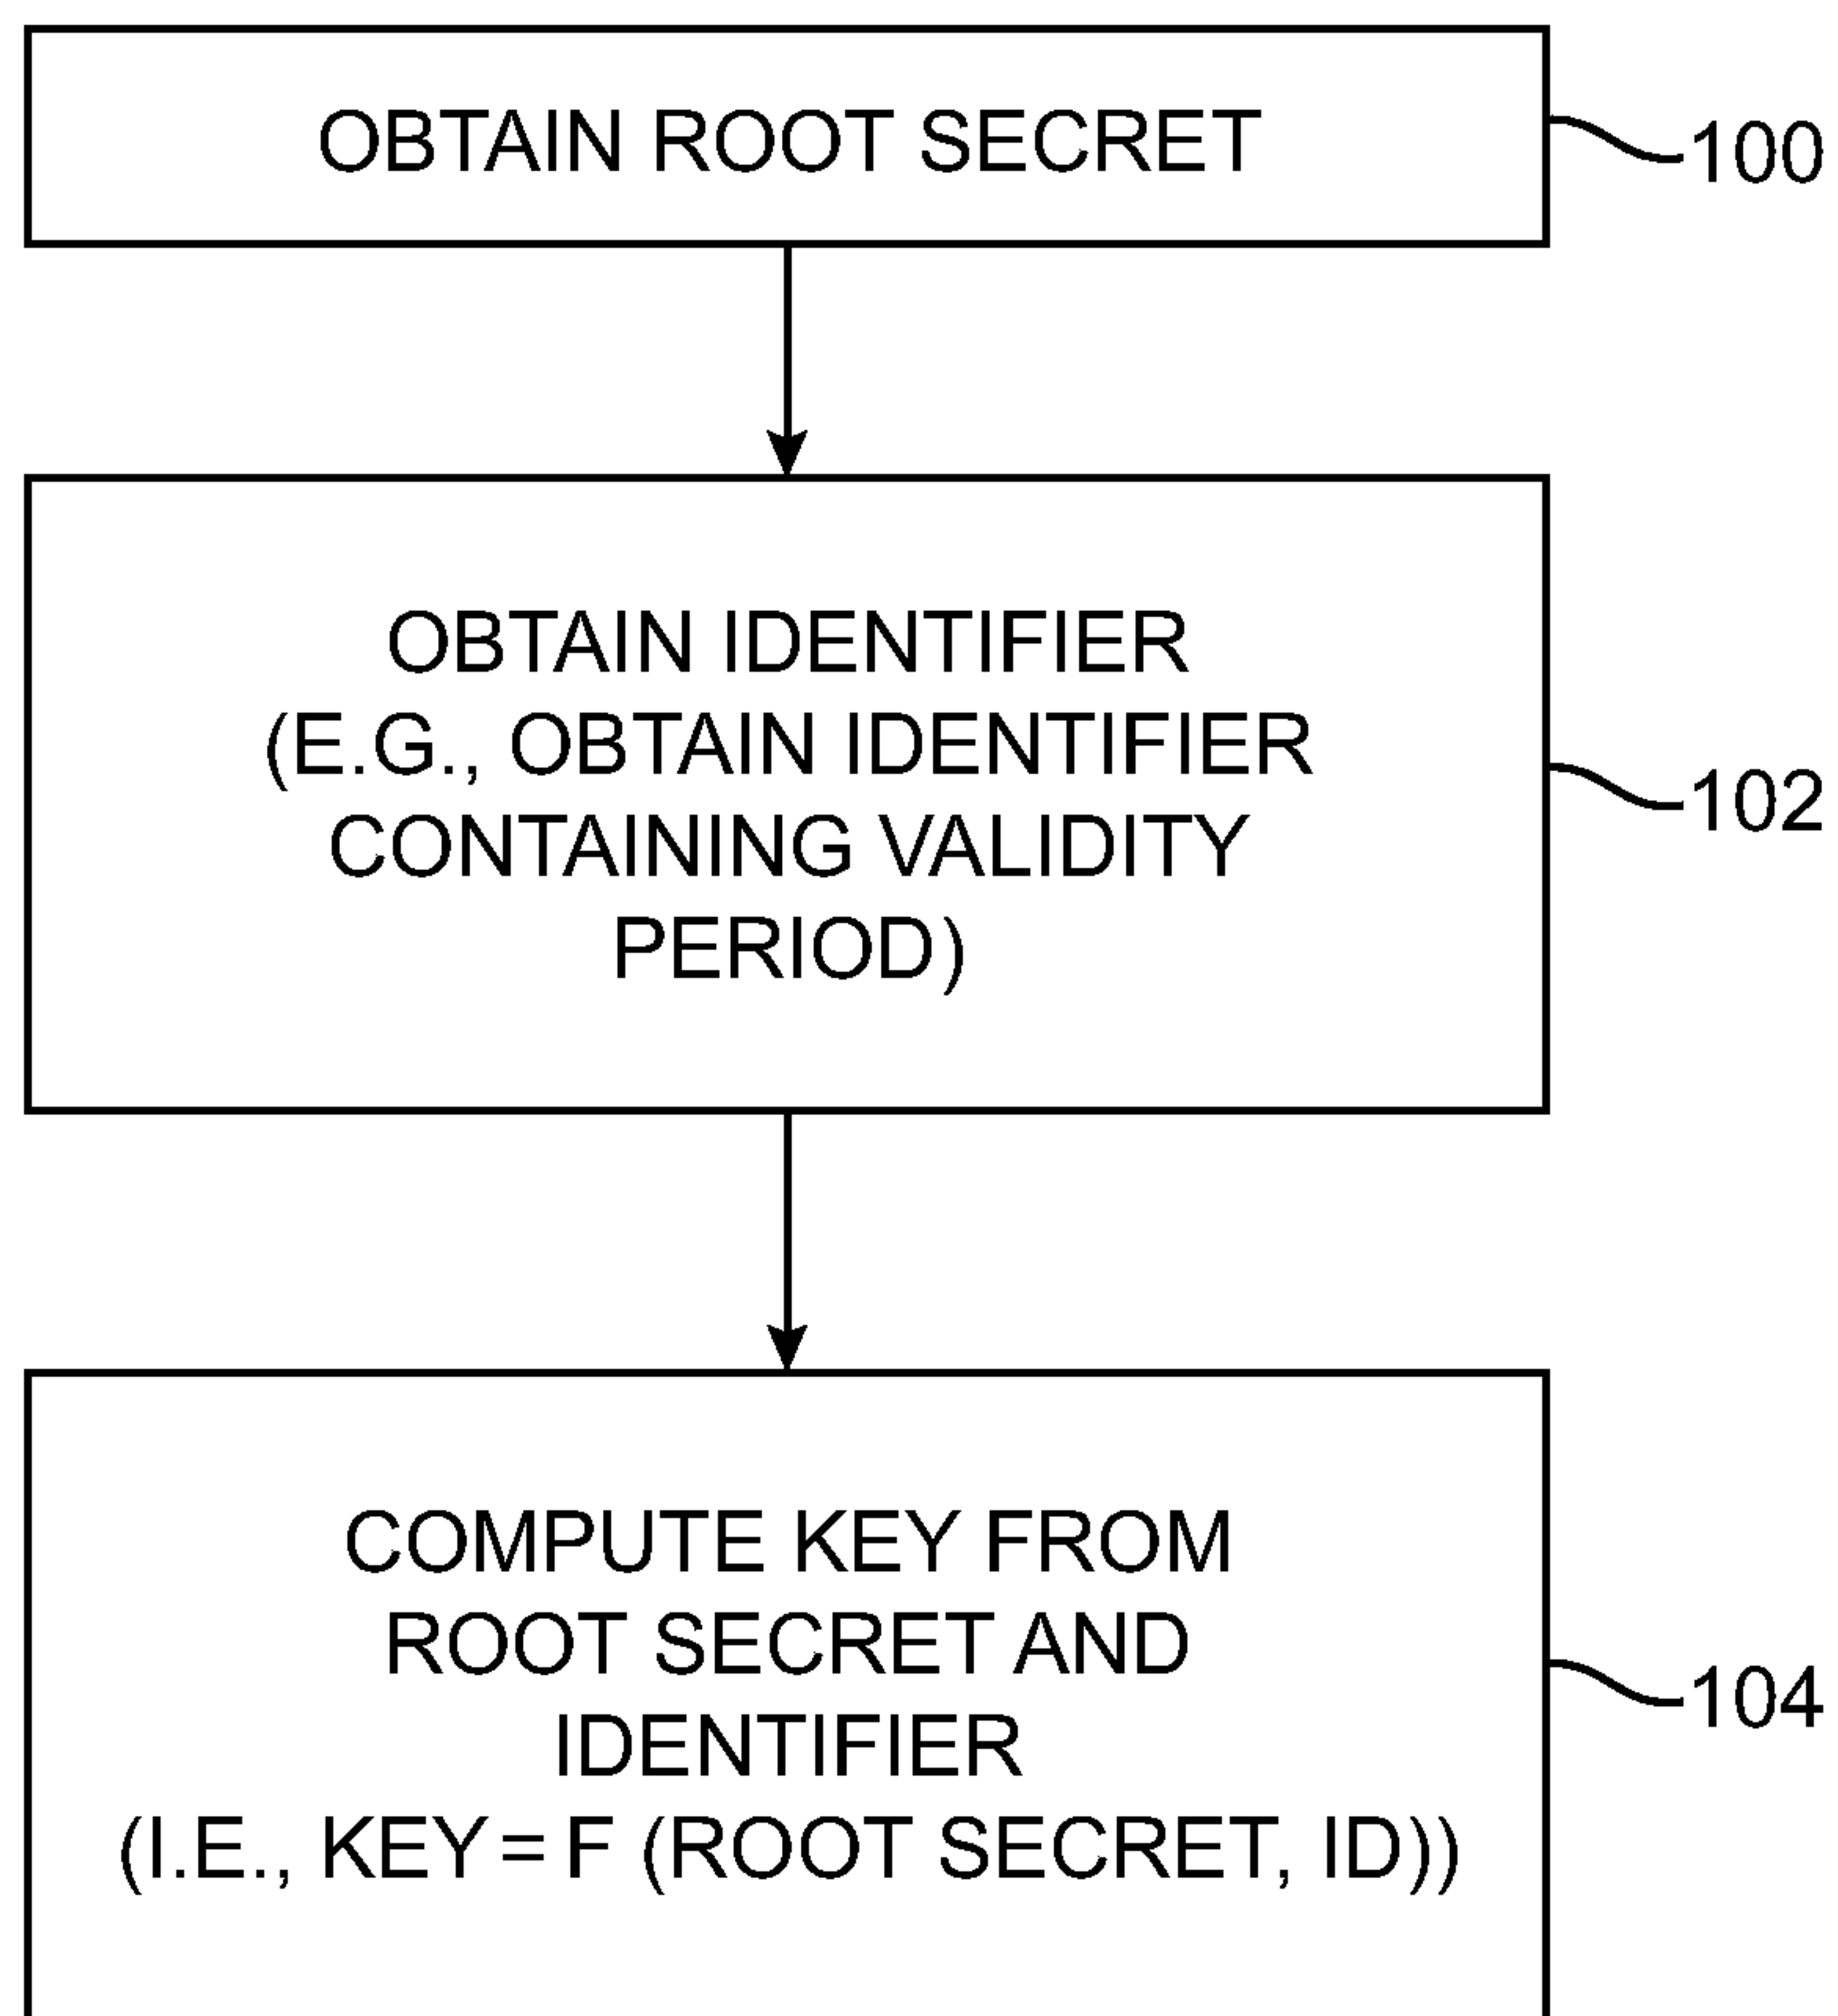 OBTAIN ROOT SECRET
100
OBTAIN IDENTIFIER
(E.G., OBTAIN IDENTIFIER
CONTAINING VALIDITY
PERIOD)
102
COMPUTE KEY FROM
ROOT SECRET AND
IDENTIFIER
(I.E., KEY = F (ROOT SECRET, ID))
104